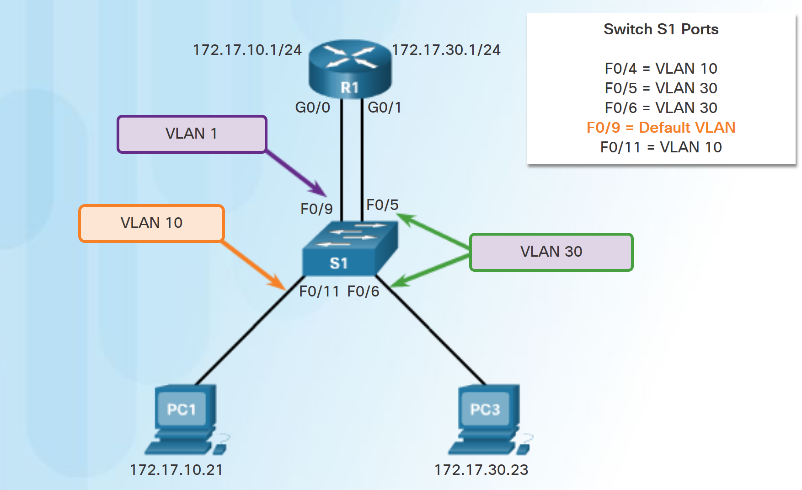 Switch S1 Ports
F0/4 = VLAN 10
F0/5 = VLAN 30
F0/6 = VLAN 30
F0/9 = Default VLAN
F0/11 = VLAN 10
172.17.10.1/24
172.17.30.1/24
R1
G0/0
G0/1
VLAN 1
F0/9
F0/5
VLAN 10
VLAN 30
S1
F0/11
F0/6
PC1
PC3
172.17.10.21
172.17.30.23